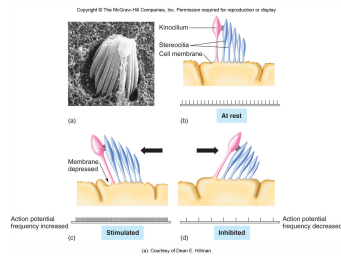 Copyright © The McGraw-Hill Companies, Inc. Permission required for reproduction or display
Kinocilium
Stereocilia
Cell membrane
(a)
(b)
At rest
Membrane
depressed
Action potential
frequency increased
(c)
Stimulated
(d)
Inhibited
Action potential
frequency decreased
(a): Courtesy of Dean E. Hillman